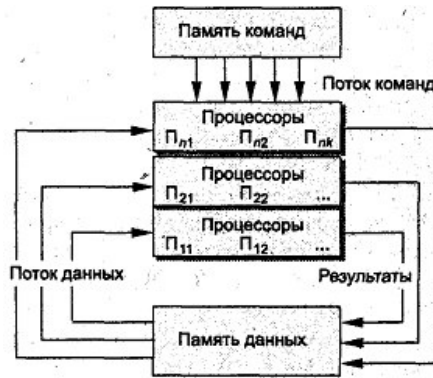 Память команд
Поток команд
Процессоры
Пn1 Пn2 Пnk
Процессоры
П21 П22 ...
Процессоры
П11 П12 ...
Поток данных
Результаты
Память данных